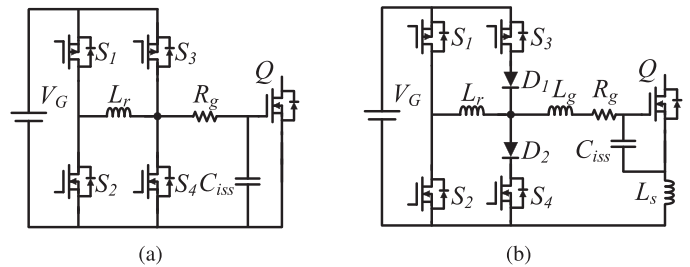 S1 S3
Q
VG Lr Rg
S2 S4 Ciss
(a)
S1 S3
Q
VG Lr D1 Lg Rg
D2 Ciss
S2 S4 Ls
(b)